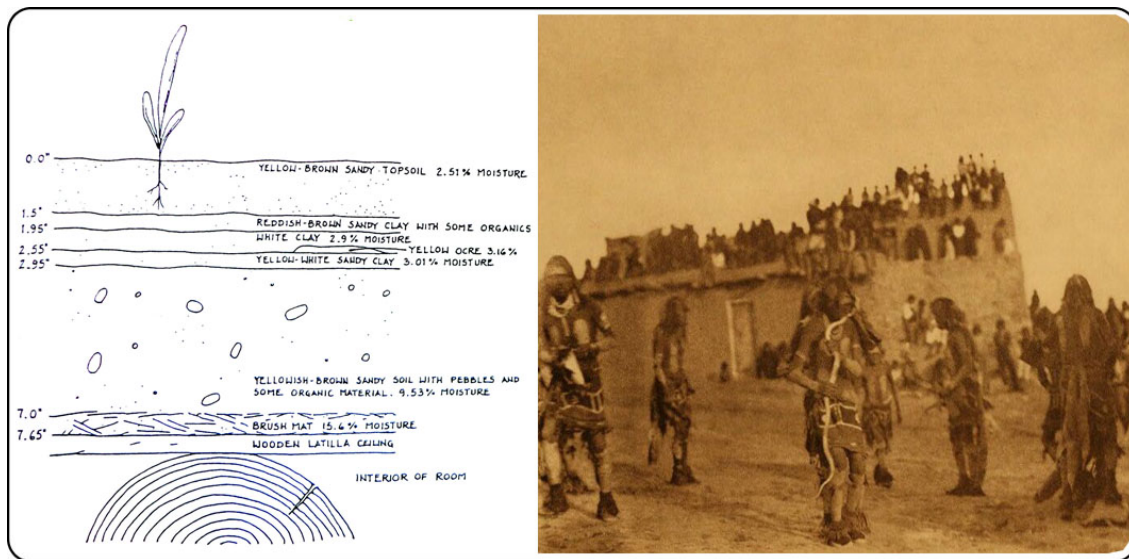 0.0"
YELLOW-BROWN SANDY-TOPSOIL 2.51% MOISTURE
1.5"
REDDISH-BROWN SANDY CLAY WITH SOME ORGANICS
1.95"
WHITE CLAY 2.9% MOISTURE
2.55"
YELLOW OCRE 3.16%
YELLOW-WHITE SANDY CLAY 3.01% MOISTURE
2.95"
YELLOWISH-BROWN SANDY SOIL WITH PEBBLES AND
SOME ORGANIC MATERIAL. 9.53% MOISTURE
7.0"
BRUSH MAT 15.6% MOISTURE
7.65"
WOODEN LATILLA CEILING
INTERIOR OF ROOM